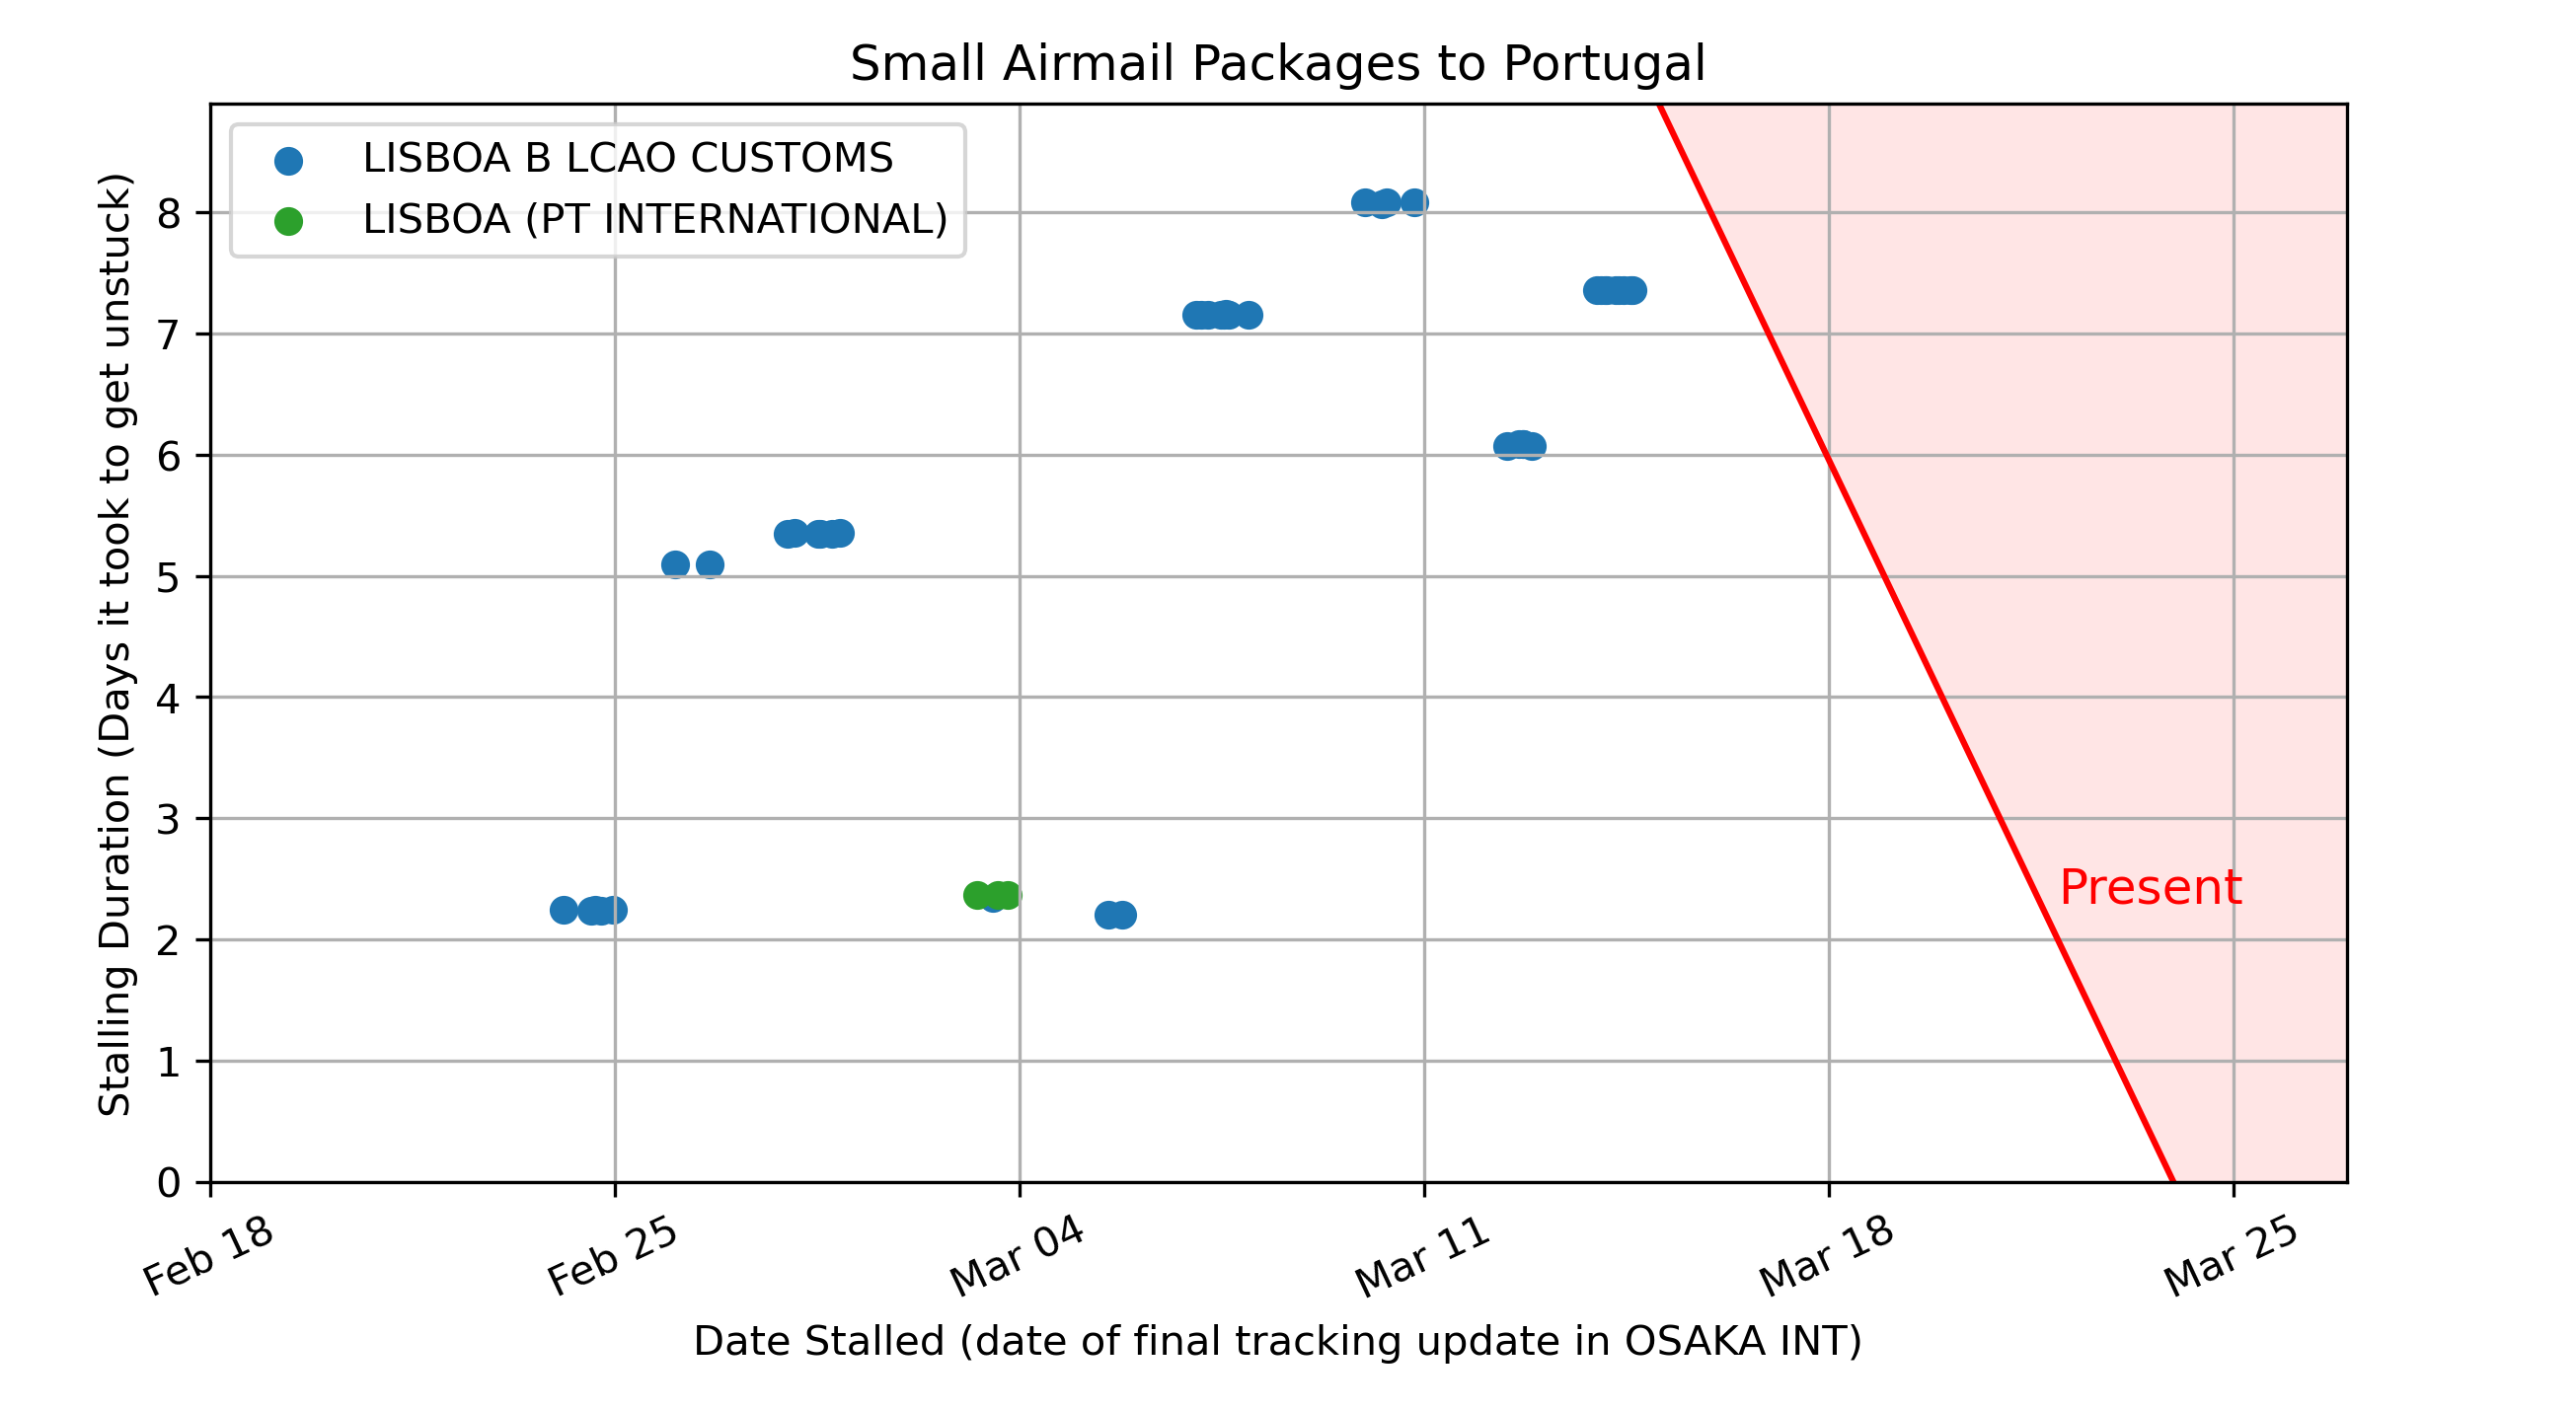 Small Airmail Packages to Portugal
LISBOA B LCAO CUSTOMS
LISBOA (PT INTERNATIONAL)
Stalling Duration (Days it took to get unstuck)
8
7
6
5
4
3
2
1
0
Present
Feb 18
Feb 25
Mar 04
Mar 11
Mar 18
Mar 25
Date Stalled (date of final tracking update in OSAKA INT)